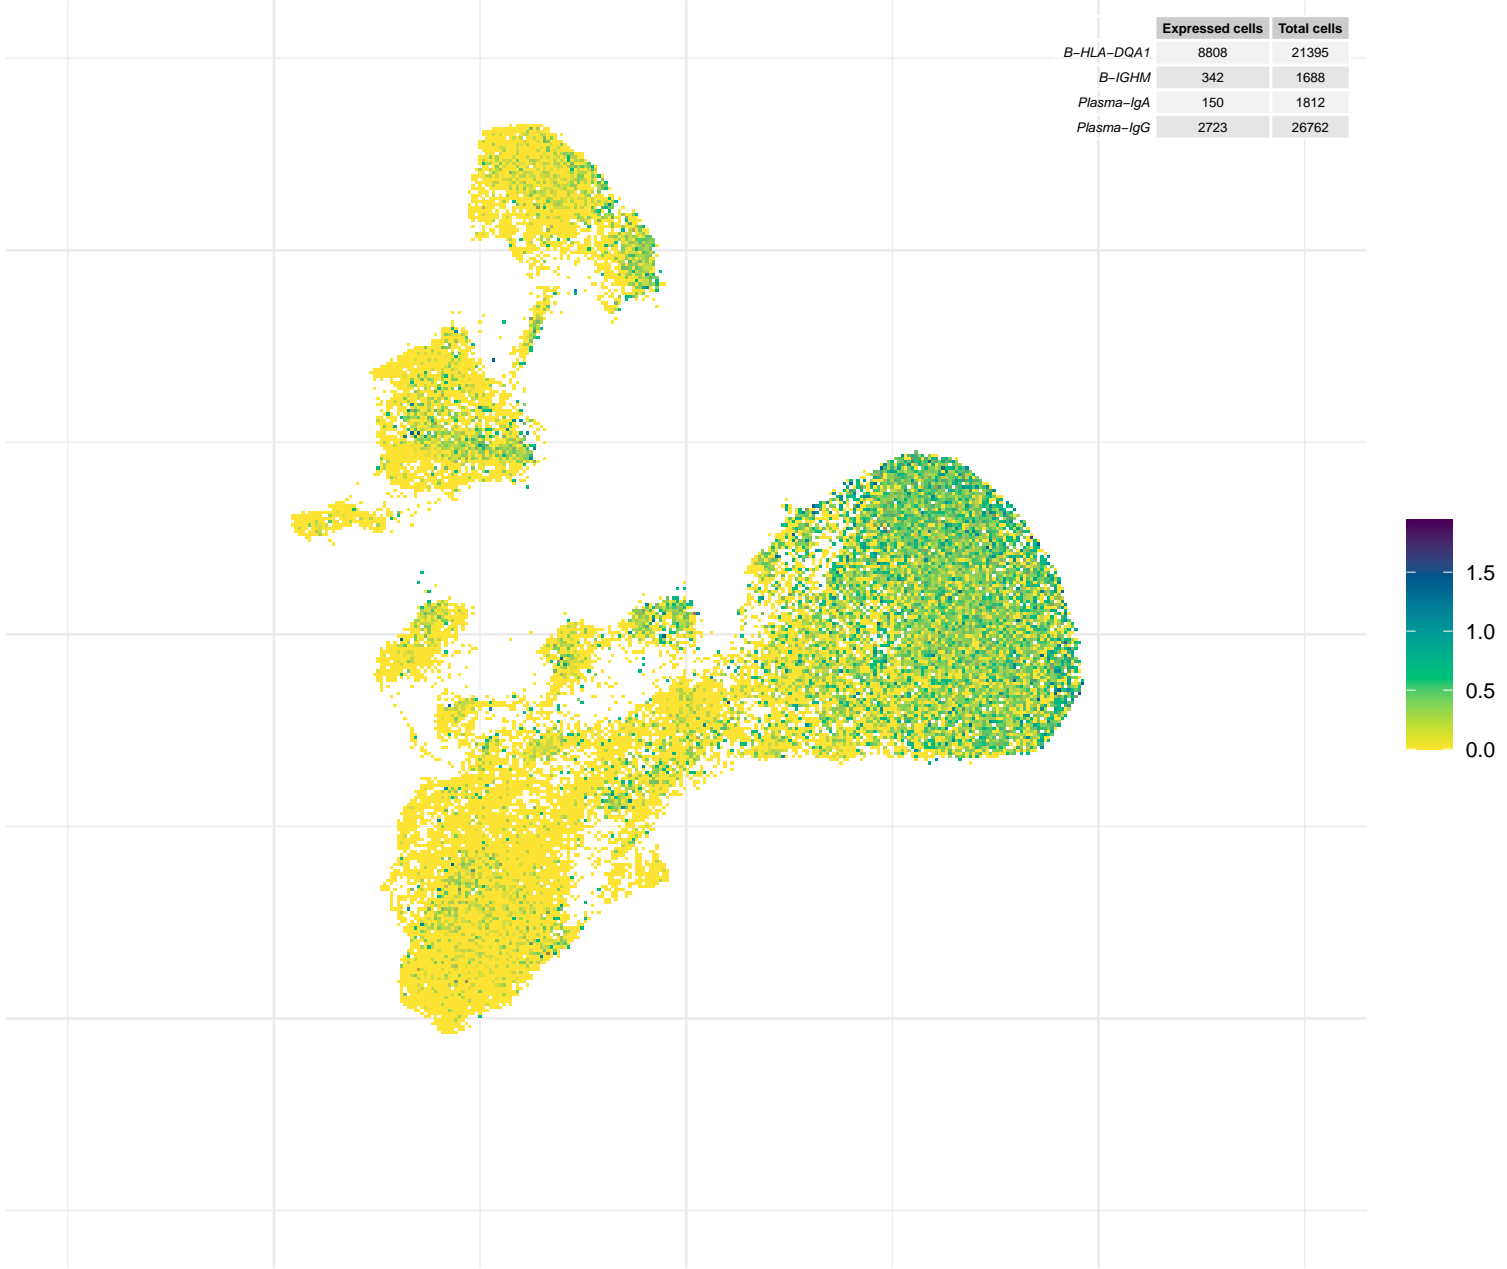 Expressed cells Total cells
B−HLA−DQA1 8808 21395
B−IGHM 342 1688
Plasma−IgA 150 1812
Plasma−IgG 2723 26762
1.5
1.0
0.5
0.0